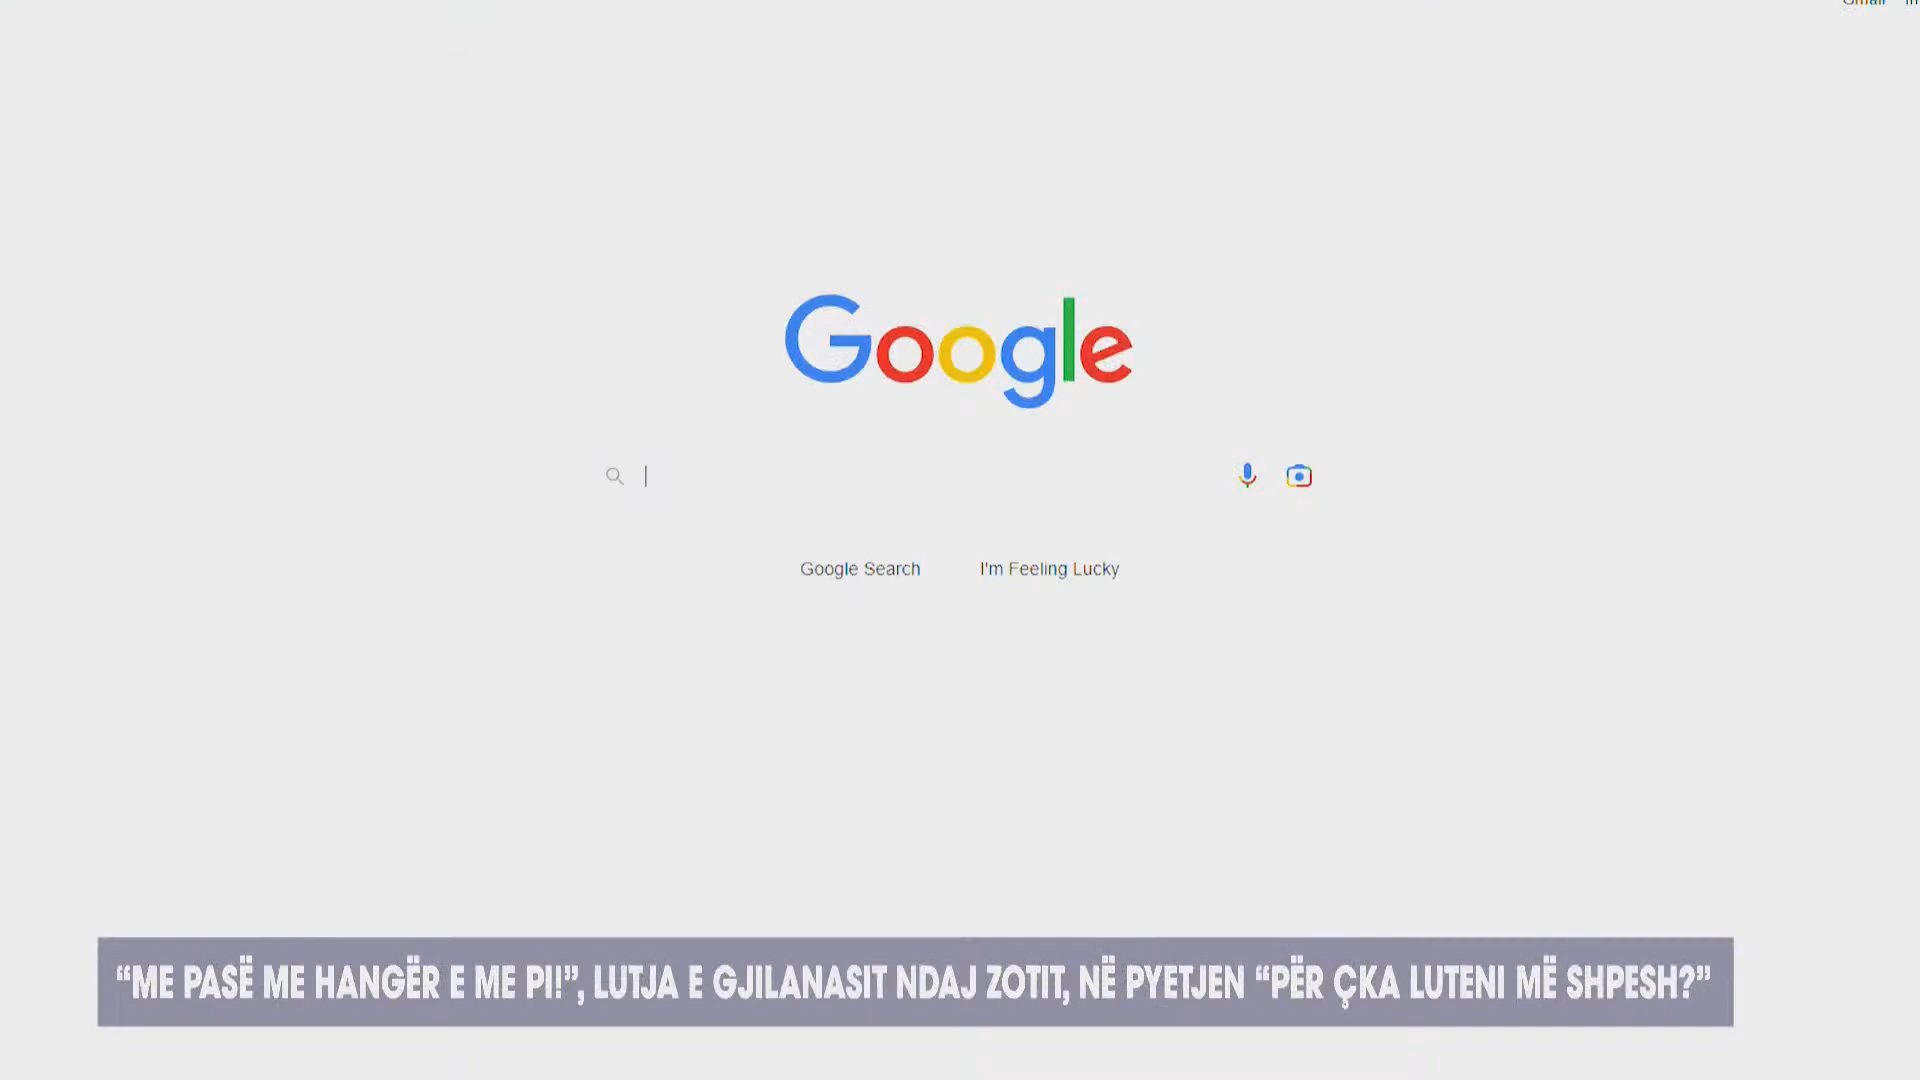 Gmail
Google
Google Search
I'm Feeling Lucky
“ME PASË ME HANGËR E ME PI!”, LUTJA E GJILANASIT NDAJ ZOTIT, NË PYETJEN “PËR ÇKA LUTENI MË SHPESH?”